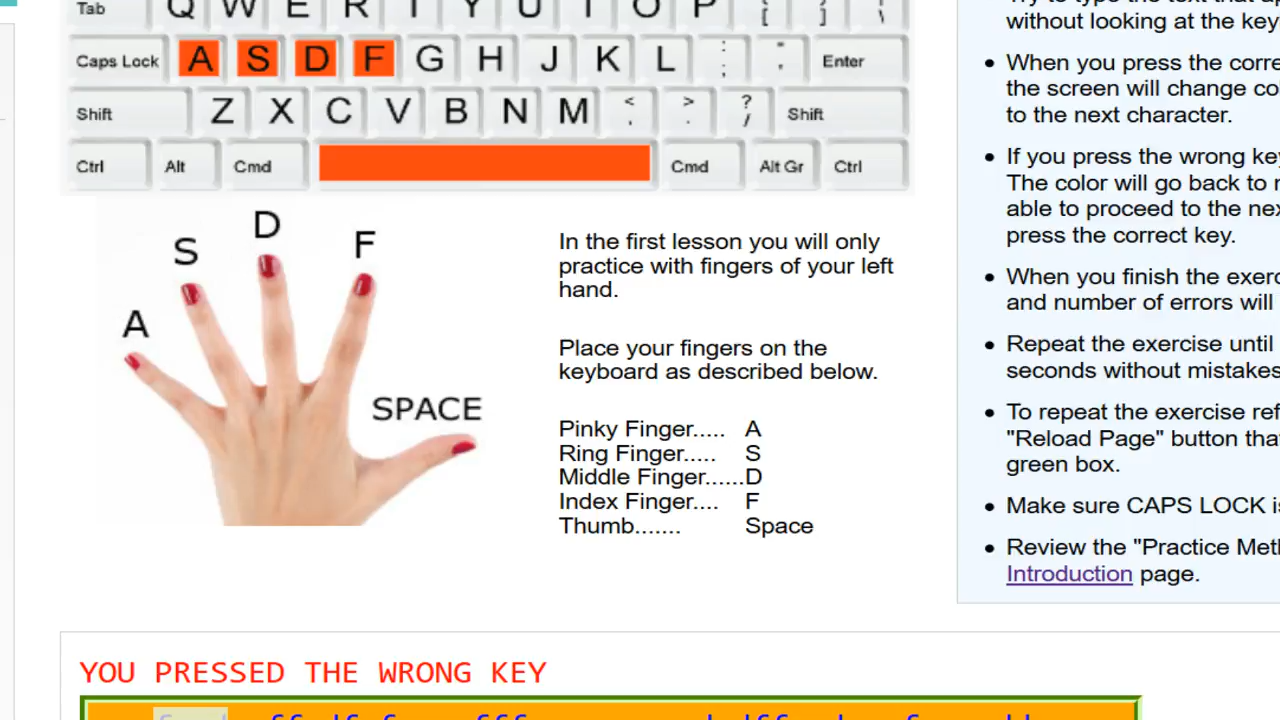 Tab Q W E R T Y U I O P [ ] \
Caps Lock A S D F G H J K L : ; " ' Enter
Shift Z X C V B N M < , > . ? / Shift
Ctrl Alt Cmd Cmd Alt Gr Ctrl
A
S
D
F
SPACE
In the first lesson you will only
practice with fingers of your left
hand.
Place your fingers on the
keyboard as described below.
Pinky Finger..... A
Ring Finger..... S
Middle Finger......D
Index Finger.... F
Thumb....... Space
without looking at the key
• When you press the corre
the screen will change co
to the next character.
• If you press the wrong key
The color will go back to
able to proceed to the
press the correct key.
• When you finish the exerc
and number of errors will
• Repeat the exercise until
seconds without mistakes
• To repeat the exercise ref
"Reload Page" button tha
green box.
• Make sure CAPS LOCK is
• Review the "Practice Met
Introduction page.
YOU PRESSED THE WRONG KEY